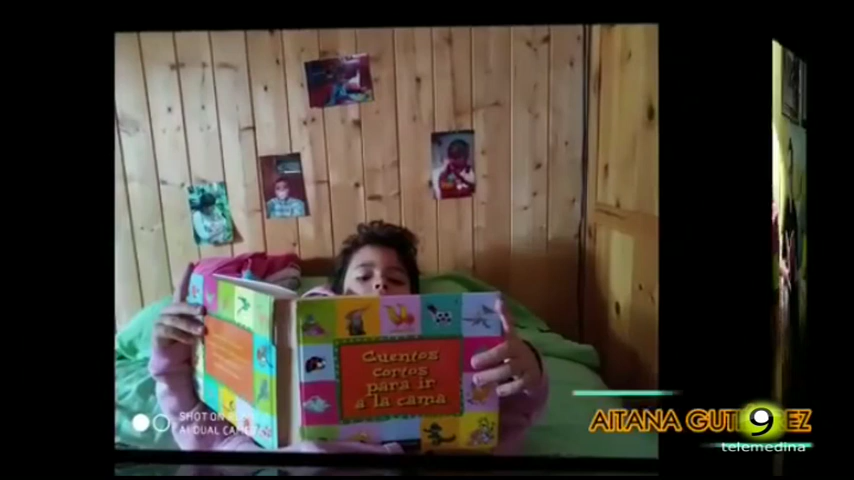 Cuentos
cortos
para ir
a la cama
SHOT ON
AI DUAL CAMERA
AITANA
9
telemedina